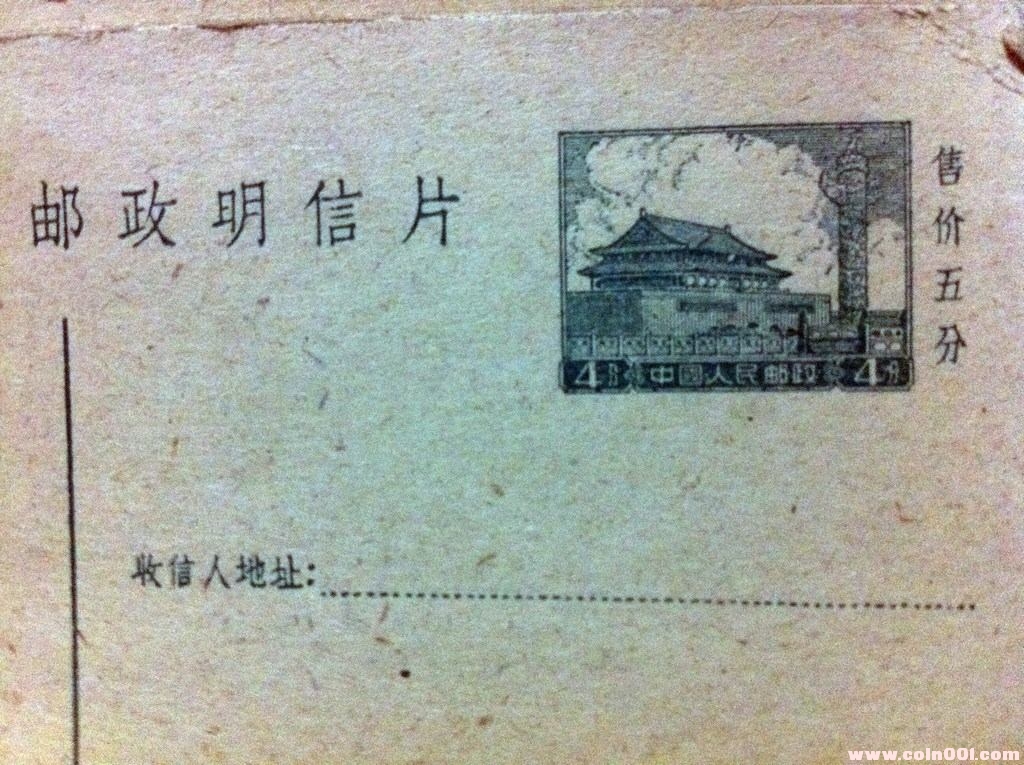 邮政明信片
售价五分
4分 中國人民邮政 4分
收信人地址：
www.coin001.com